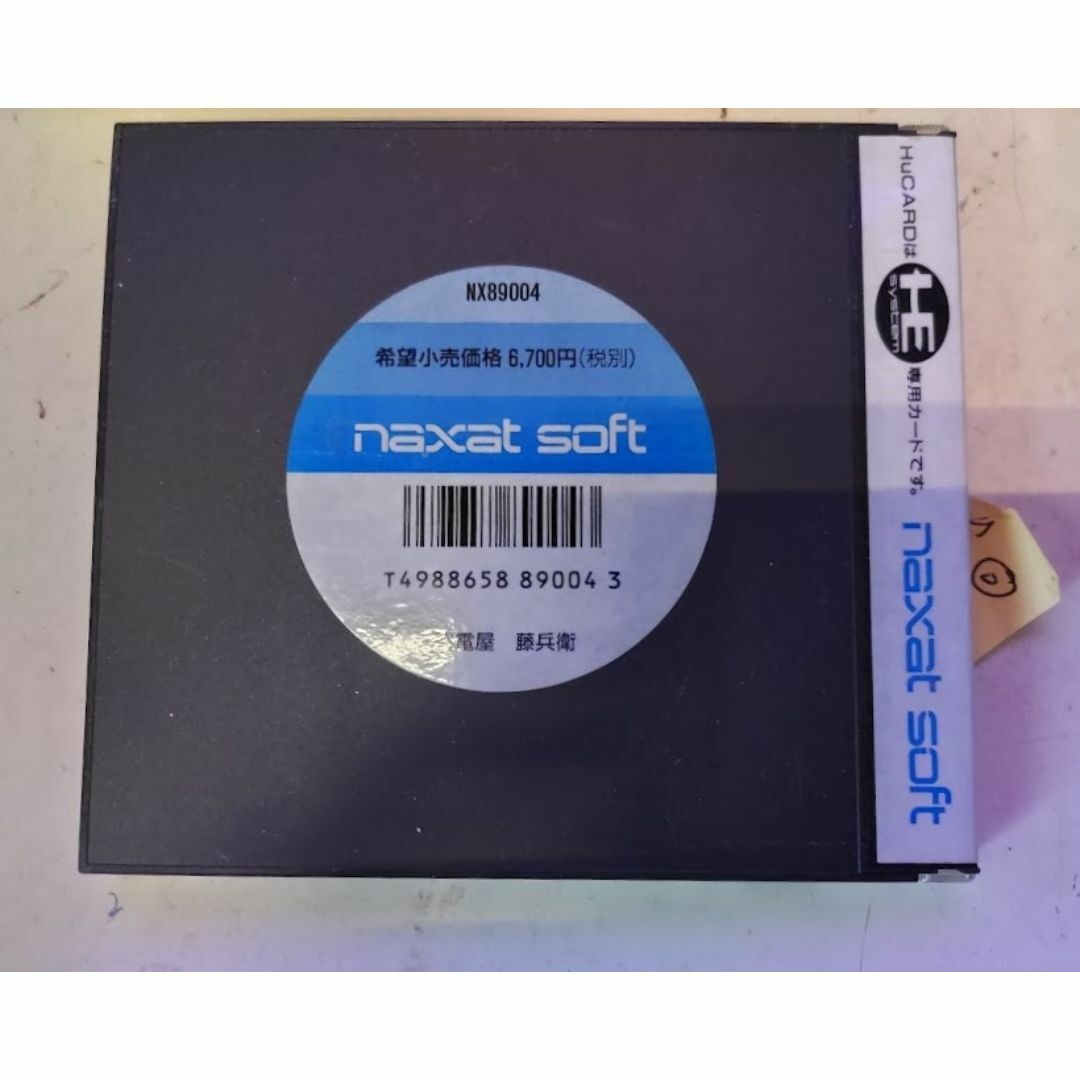 NX89004
希望小売価格 6,700円(税別)
naxat soft
T4988658 89004 3
電屋 藤兵衛
HuCARDは HE system 専用カードです。 naxat soft